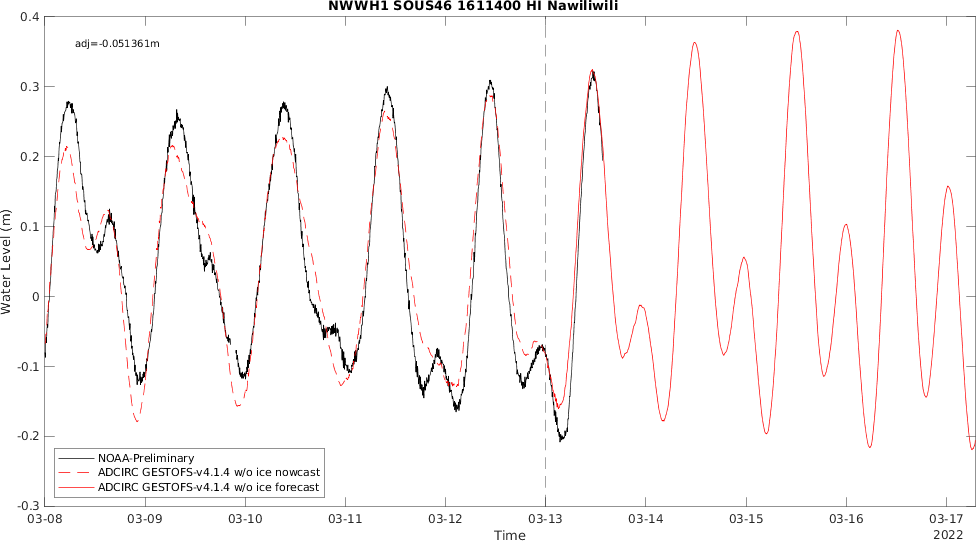 NWWH1 SOUS46 1611400 HI Nawiliwili
adj=-0.051361m
Water Level (m)
0.4
0.3
0.2
0.1
0
-0.1
-0.2
-0.3
NOAA-Preliminary
ADCIRC GESTOFS-v4.1.4 w/o ice nowcast
ADCIRC GESTOFS-v4.1.4 w/o ice forecast
03-08 03-09 03-10 03-11 03-12 03-13 03-14 03-15 03-16 03-17
Time
2022